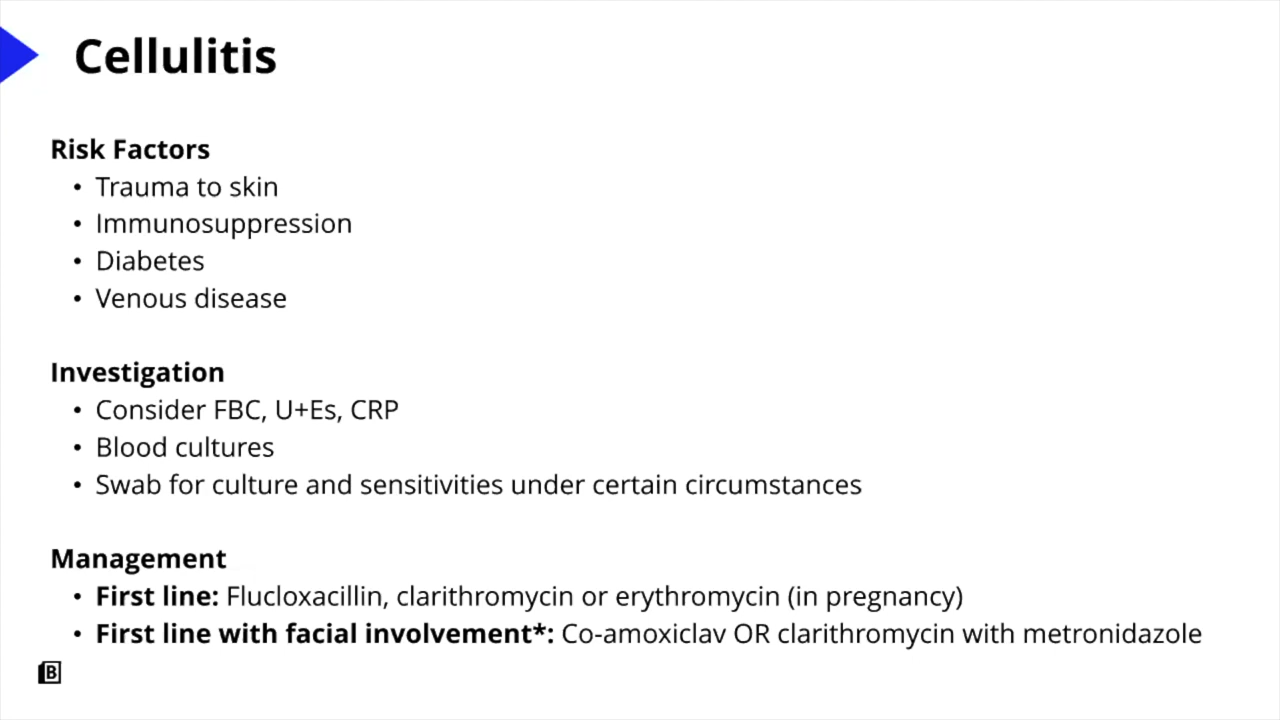 Cellulitis
Risk Factors
• Trauma to skin
• Immunosuppression
• Diabetes
• Venous disease
Investigation
• Consider FBC, U+Es, CRP
• Blood cultures
• Swab for culture and sensitivities under certain circumstances
Management
• First line: Flucloxacillin, clarithromycin or erythromycin (in pregnancy)
• First line with facial involvement*: Co-amoxiclav OR clarithromycin with metronidazole
B